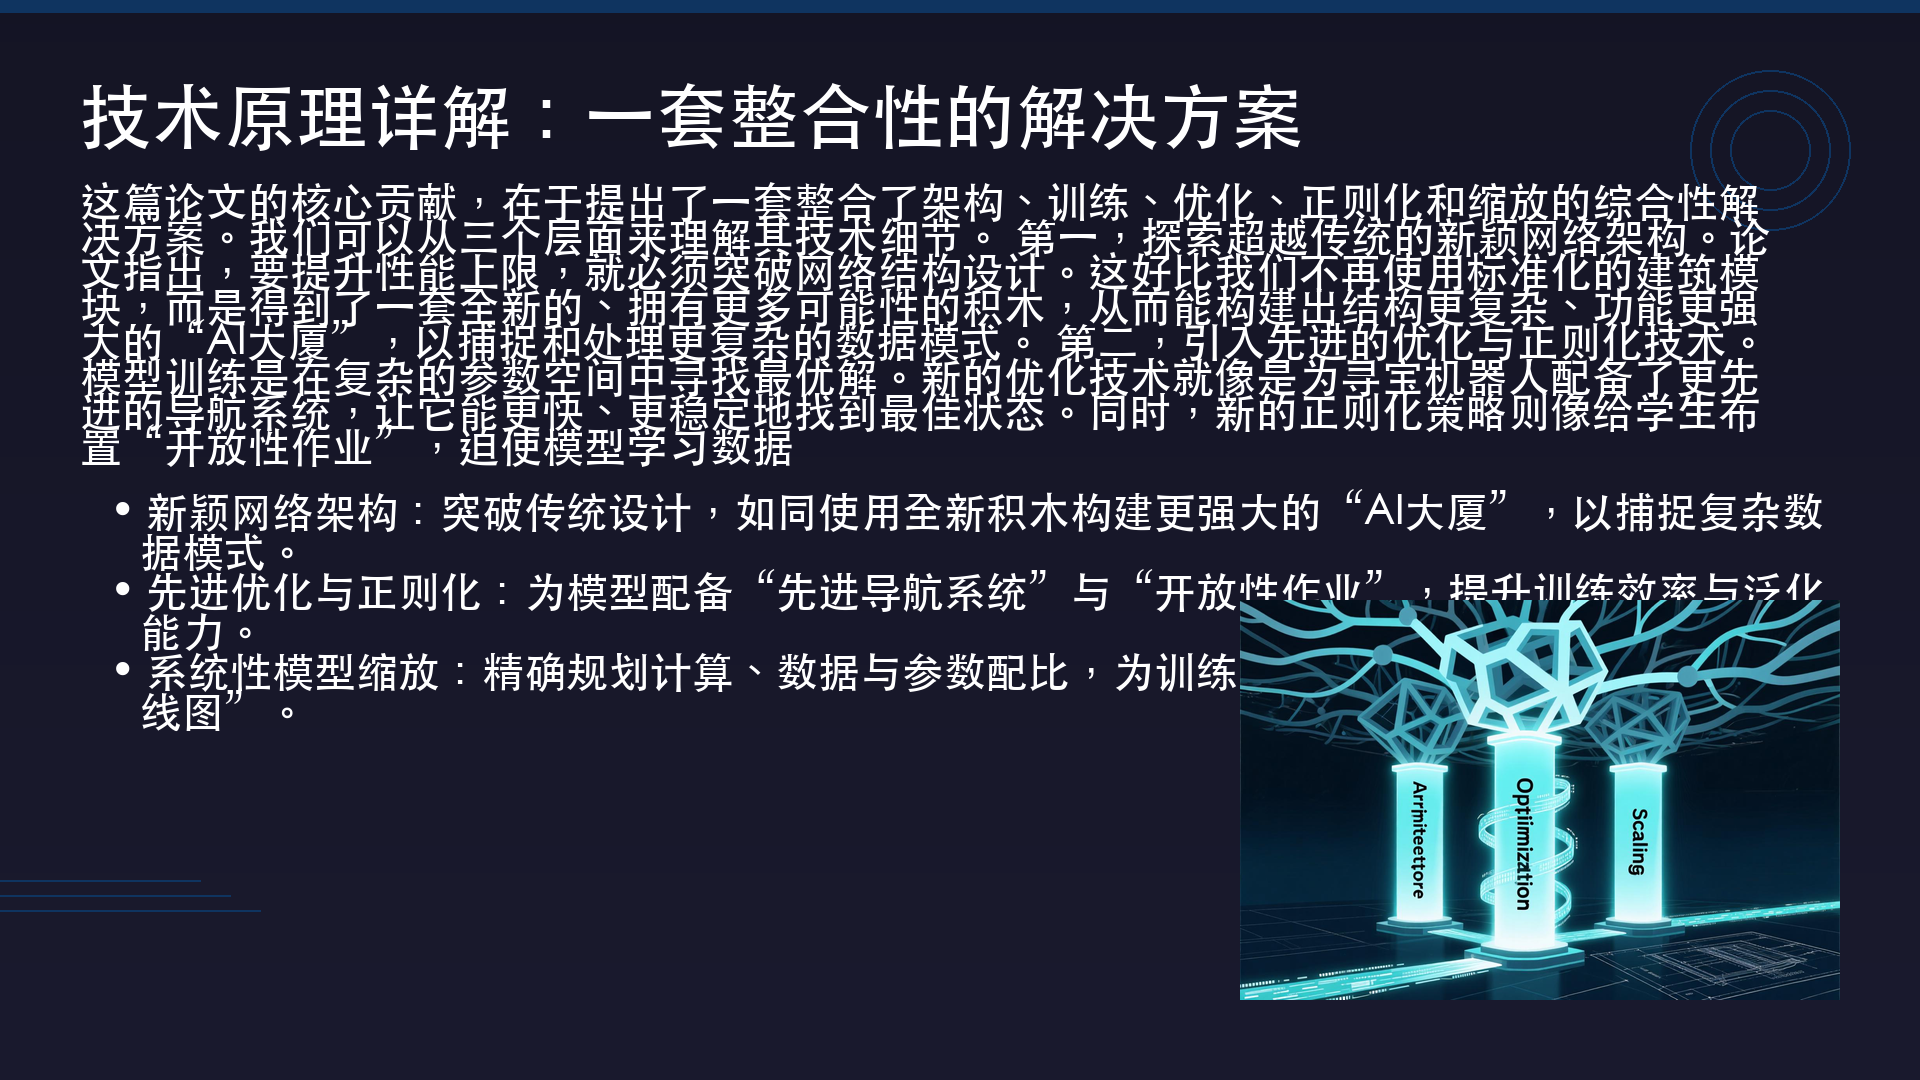 技术原理详解：一套整合性的解决方案
这篇论文的核心贡献，在于提出了一套整合了架构、训练、优化、正则化和缩放的综合性解
决方案。我们可以从三个层面来理解其技术细节。 第一，探索超越传统的新颖网络架构。论
文指出，要提升性能上限，就必须突破网络结构设计。这好比我们不再使用标准化的建筑模
块，而是得到了一套全新的、拥有更多可能性的积木，从而能构建出结构更复杂、功能更强
大的“AI大厦”，以捕捉和处理更复杂的数据模式。 第二，引入先进的优化与正则化技术。
模型训练是在复杂的参数空间中寻找最优解。新的优化技术就像是为寻宝机器人配备了更先
进的导航系统，让它能更快、更稳定地找到最佳状态。同时，新的正则化策略则像给学生布
置“开放性作业”，迫使模型学习数据
• 新颖网络架构：突破传统设计，如同使用全新积木构建更强大的“AI大厦”，以捕捉复杂数
据模式。
• 先进优化与正则化：为模型配备“先进导航系统”与“开放性作业”，提升训练效率与泛化
能力。
• 系统性模型缩放：精确规划计算、数据与参数配比，为训练
线图”。
Arrjniteettore
Optiimization
Scaling